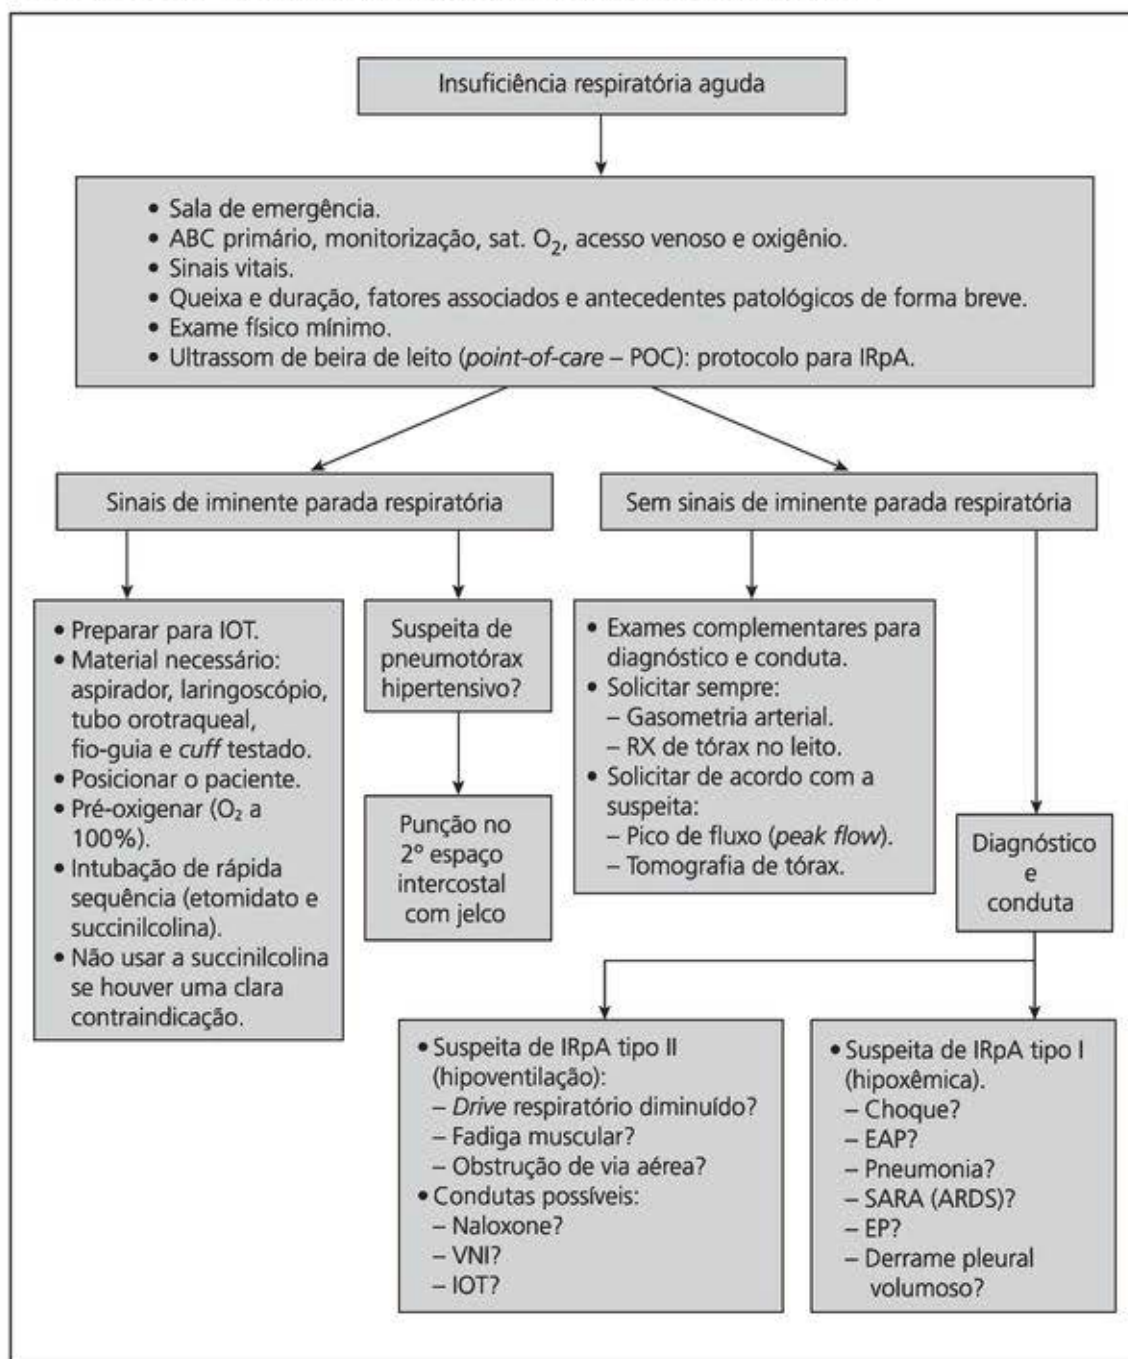 Insuficiência respiratória aguda
• Sala de emergência.
• ABC primário, monitorização, sat. O₂, acesso venoso e oxigênio.
• Sinais vitais.
• Queixa e duração, fatores associados e antecedentes patológicos de forma breve.
• Exame físico mínimo.
• Ultrassom de beira de leito (point-of-care – POC): protocolo para IRpA.
Sinais de iminente parada respiratória
Sem sinais de iminente parada respiratória
• Preparar para IOT.
• Material necessário:
aspirador, laringoscópio,
tubo orotraqueal,
fio-guia e cuff testado.
• Posicionar o paciente.
• Pré-oxigenar (O₂ a
100%).
• Intubação de rápida
sequência (etomidato e
succinilcolina).
• Não usar a succinilcolina
se houver uma clara
contraindicação.
Suspeita de
pneumotórax
hipertensivo?
Punção no
2º espaço
intercostal
com jelco
• Exames complementares para
diagnóstico e conduta.
• Solicitar sempre:
– Gasometria arterial.
– RX de tórax no leito.
• Solicitar de acordo com a
suspeita:
– Pico de fluxo (peak flow).
– Tomografia de tórax.
Diagnóstico
e
conduta
• Suspeita de IRpA tipo II
(hipoventilação):
– Drive respiratório diminuído?
– Fadiga muscular?
– Obstrução de via aérea?
• Condutas possíveis:
– Naloxone?
– VNI?
– IOT?
• Suspeita de IRpA tipo I
(hipoxêmica).
– Choque?
– EAP?
– Pneumonia?
– SARA (ARDS)?
– EP?
– Derrame pleural
volumoso?